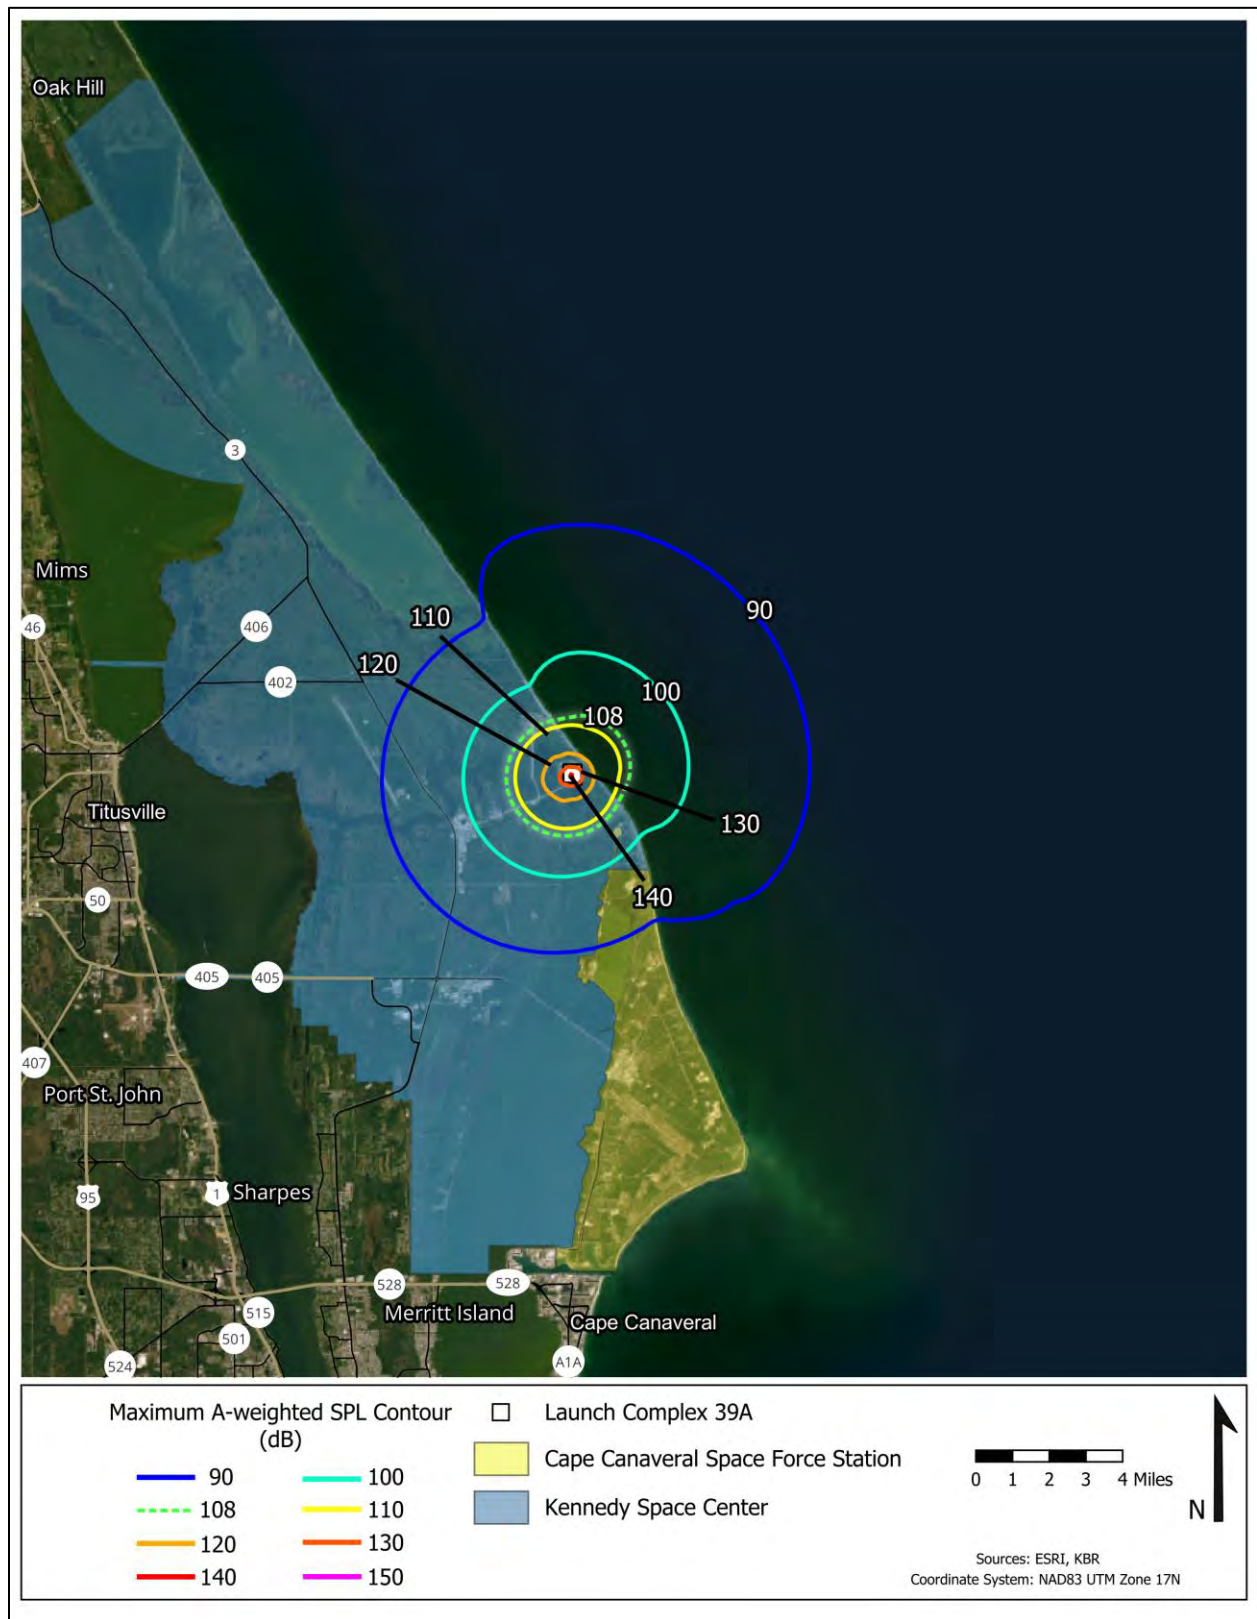 Oak Hill
3
Mims
46
406
110
90
120
402
100
108
Titusville
130
50
140
405
405
407
Port St. John
95
1
Sharpes
528
528
515
Merritt Island
Cape Canaveral
501
524
A1A
Maximum A-weighted SPL Contour
(dB)
90
100
108
110
120
130
140
150
Launch Complex 39A
Cape Canaveral Space Force Station
Kennedy Space Center
0 1 2 3 4 Miles
N
Sources: ESRI, KBR
Coordinate System: NAD83 UTM Zone 17N